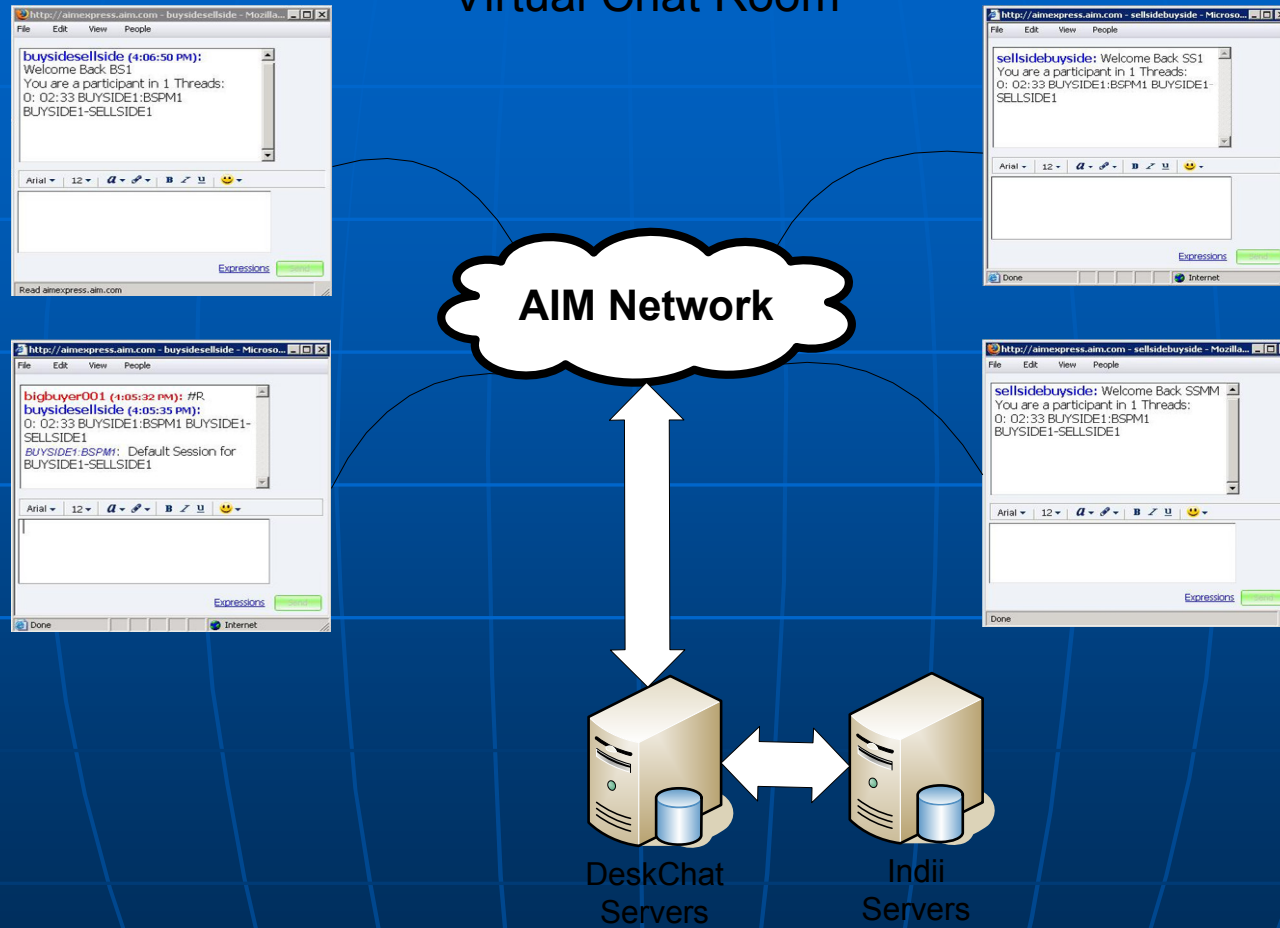 Virtual Chat Room
http://aimexpress.aim.com - buysidesellside - Mozilla...
File Edit View People
buysidesellside (4:06:50 PM):
Welcome Back BS1
You are a participant in 1 Threads:
0: 02:33 BUYSIDE1:BSPM1
BUYSIDE1-SELLSIDE1
Arial 12 a B I U
Expressions Send
Read aimexpress.aim.com
http://aimexpress.aim.com - sellsidebuyside - Microso...
File Edit View People
sellsidebuyside: Welcome Back SS1
You are a participant in 1 Threads:
0: 02:33 BUYSIDE1:BSPM1 BUYSIDE1-
SELLSIDE1
Arial 12 a B I U
Expressions Send
Done Internet
AIM Network
http://aimexpress.aim.com - buysidesellside - Microso...
File Edit View People
bigbuyer001 (4:05:32 PM): #R
buysidesellside (4:05:35 PM):
0: 02:33 BUYSIDE1:BSPM1 BUYSIDE1-
SELLSIDE1
BUYSIDE1:BSPM1: Default Session for
BUYSIDE1-SELLSIDE1
Arial 12 a B I U
Expressions Send
Done Internet
http://aimexpress.aim.com - sellsidebuyside - Mozilla...
File Edit View People
sellsidebuyside: Welcome Back SSMM
You are a participant in 1 Threads:
0: 02:33 BUYSIDE1:BSPM1
BUYSIDE1-SELLSIDE1
Arial 12 a B I U
Expressions Send
Done
DeskChat
Servers
Indii
Servers